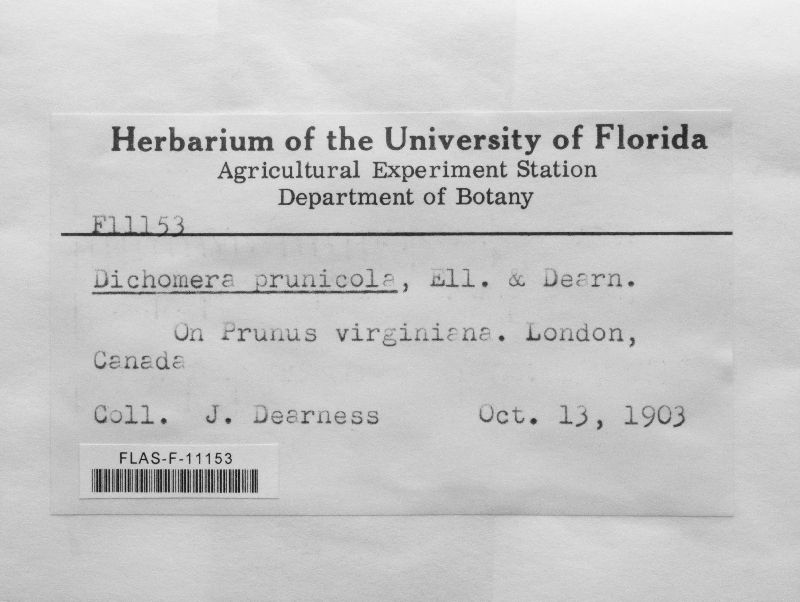 Herbarium of the University of Florida
Agricultural Experiment Station
Department of Botany
F11153
Dichomera prunicola, Ell. & Dearn.
On Prunus virginiana. London,
Canada
Coll. J. Dearness Oct. 13, 1903
FLAS-F-11153